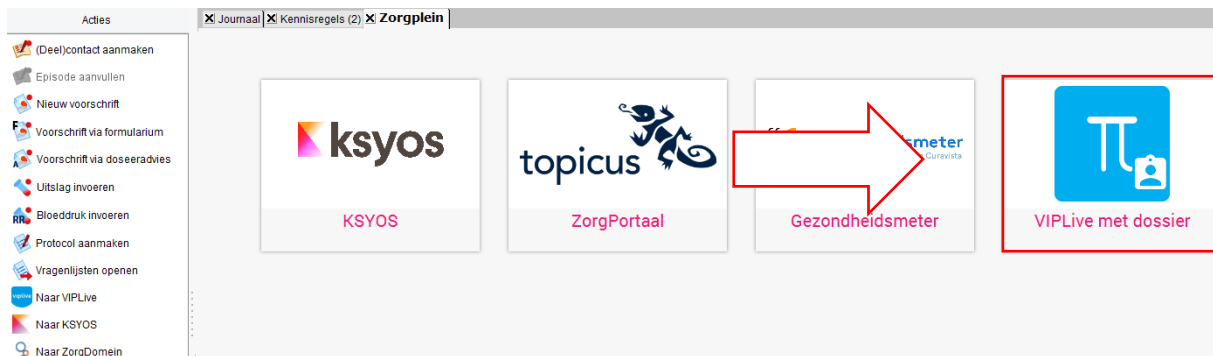 Acties
Journaal
Kennisregels (2)
Zorgplein
(Deel)contact aanmaken
Episode aanvullen
Nieuw voorschrift
Voorschrift via formularium
Voorschrift via doseeradvies
Uitslag invoeren
RR
Bloeddruk invoeren
Protocol aanmaken
Vragenlijsten openen
viplive
Naar VIPLive
Naar KSYOS
Naar ZorgDomein
ksyos
KSYOS
topicus
ZorgPortaal
smeter
Curavista
Gezondheidsmeter
VIPLive met dossier